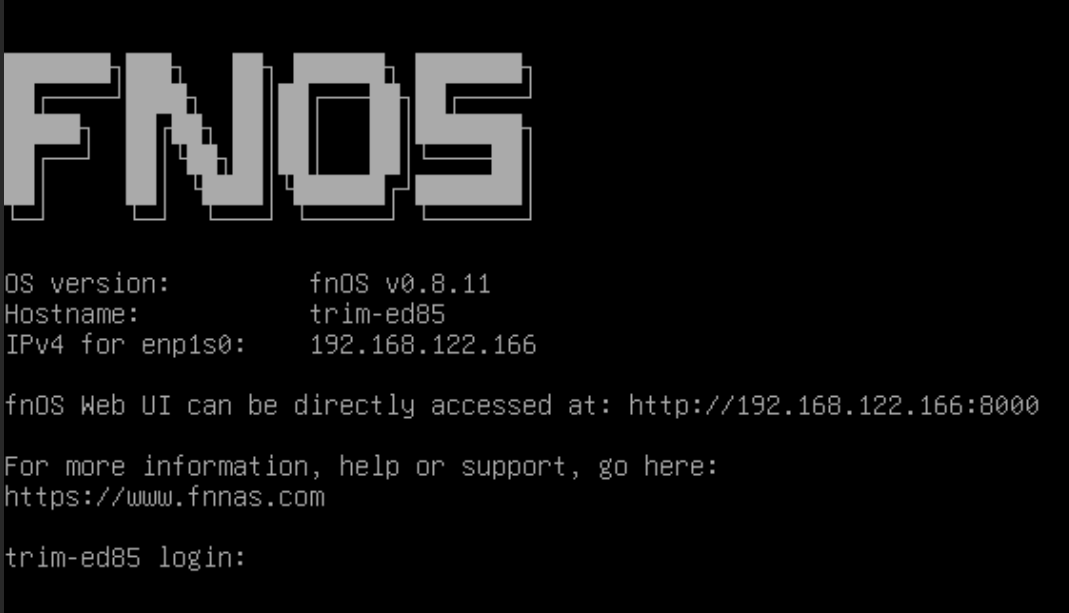 FNOS
OS version: fnOS v0.8.11
Hostname: trim-ed85
IPv4 for enp1s0: 192.168.122.166
fnOS Web UI can be directly accessed at: http://192.168.122.166:8000
For more information, help or support, go here:
https://www.fnnas.com
trim-ed85 login: